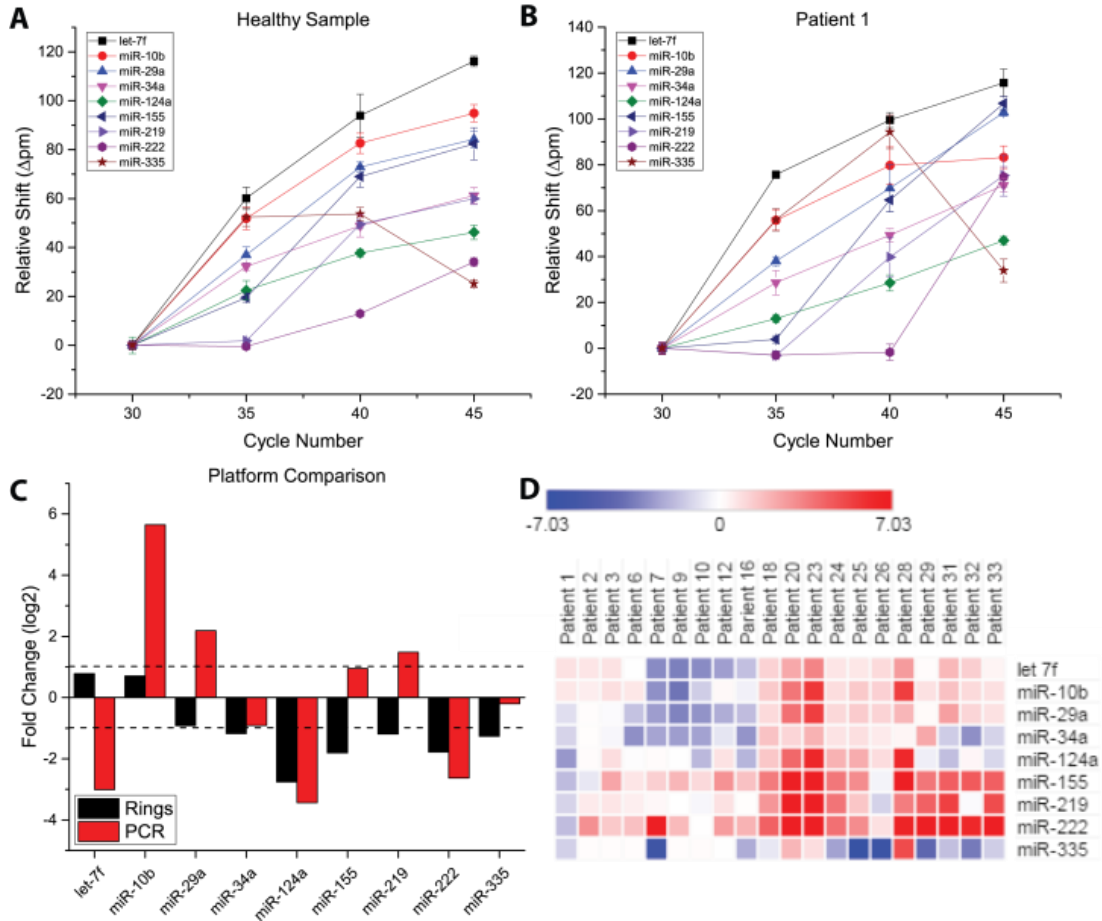 A
Healthy Sample
let-7f
miR-10b
miR-29a
miR-34a
miR-124a
miR-155
miR-219
miR-222
miR-335
120
100
80
60
40
20
0
-20
Relative Shift (Δpm)
30 35 40 45
Cycle Number
B
Patient 1
let-7f
miR-10b
miR-29a
miR-34a
miR-124a
miR-155
miR-219
miR-222
miR-335
140
120
100
80
60
40
20
0
-20
Relative Shift (Δpm)
30 35 40 45
Cycle Number
C
Platform Comparison
6
4
2
0
-2
-4
Fold Change (log2)
Rings
PCR
let-7f miR-10b miR-29a miR-34a miR-124a miR-155 miR-219 miR-222 miR-335
D
-7.03 0 7.03
Patient 1
Patient 2
Patient 3
Patient 6
Patient 7
Patient 9
Patient 10
Patient 12
Parient 16
Patient 18
Patient 20
Patient 23
Patient 24
Patient 25
Patient 26
Patient 28
Patient 29
Patient 31
Patient 32
Patient 33
let 7f
miR-10b
miR-29a
miR-34a
miR-124a
miR-155
miR-219
miR-222
miR-335